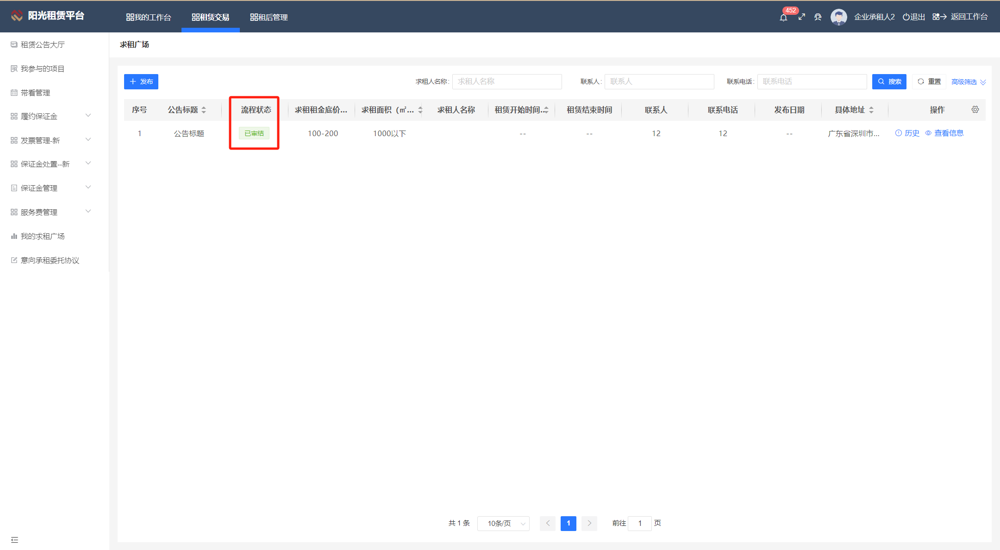 阳光租赁平台
我的工作台 租赁交易 租后管理
452
企业承租人2 退出 返回工作台
租赁公告大厅
我参与的项目
带看管理
履约保证金
发票管理-新
保证金处置--新
保证金管理
服务费管理
我的求租广场
意向承租委托协议
求租广场
发布 求租人名称: 求租人名称 联系人: 联系人 联系电话: 联系电话 搜索 重置 高级筛选
序号 公告标题 流程状态 求租租金底价... 求租面积（㎡... 求租人名称 租赁开始时间... 租赁结束时间 联系人 联系电话 发布日期 具体地址 操作
1 公告标题 已审结 100-200 1000以下 -- -- 12 12 -- 广东省深圳市... 历史 查看信息
共 1 条 10条/页 1 前往 1 页